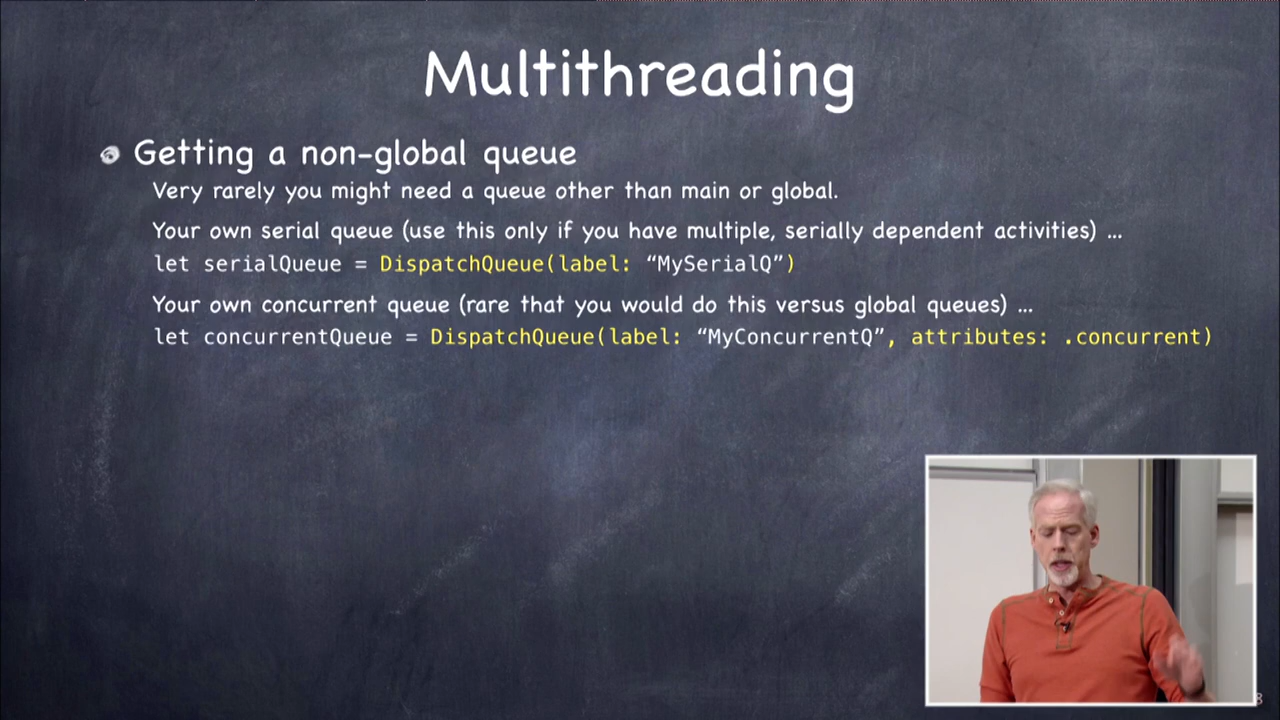 Multithreading
Getting a non-global queue
Very rarely you might need a queue other than main or global.
Your own serial queue (use this only if you have multiple, serially dependent activities) ...
let serialQueue = DispatchQueue(label: “MySerialQ”)
Your own concurrent queue (rare that you would do this versus global queues) ...
let concurrentQueue = DispatchQueue(label: “MyConcurrentQ”, attributes: .concurrent)